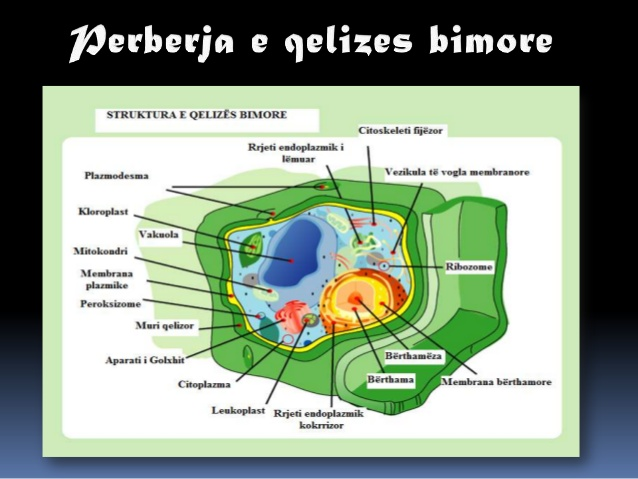 Perberja e qelizes bimore
STRUKTURA E QELIZËS BIMORE
Citoskeleti fijëzor
Rrjeti endoplazmik i
lëmuar
Vezikula të vogla membranore
Plazmodesma
Kloroplast
Vakuola
Mitokondri
Ribozome
Membrana
plazmike
Peroksizome
Muri qelizor
Aparati i Golxhit
Bërthamëza
Citoplazma
Bërthama
Membrana bërthamore
Leukoplast
Rrjeti endoplazmik
kokrrizor